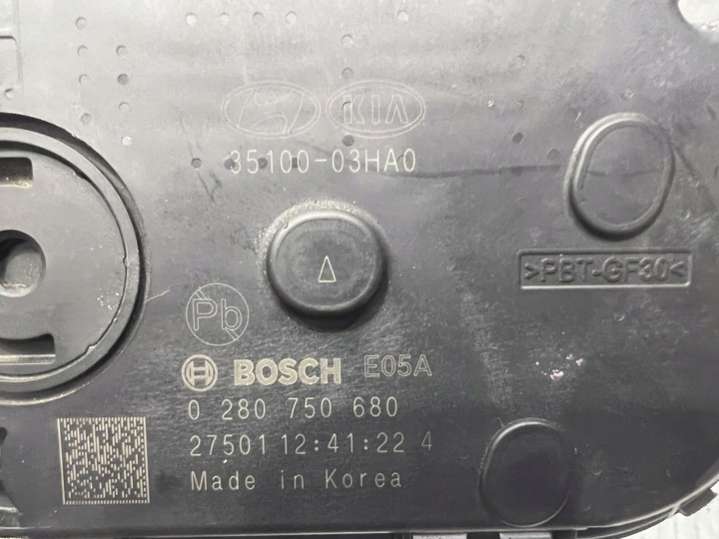 KIA
35100-03HA0
>PBT-GF30<
Pb
BOSCH E05A
0 280 750 680
27501 12:41:22 4
Made in Korea